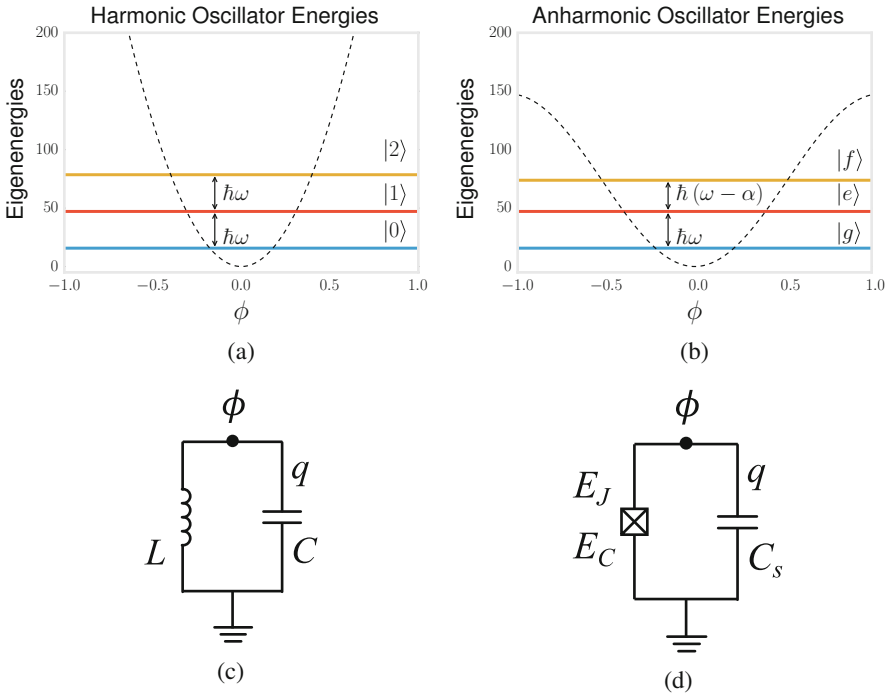 Harmonic Oscillator Energies
Eigenenergies
200
150
100
50
0
|2⟩
|1⟩
|0⟩
ħω
ħω
−1.0 −0.5 0.0 0.5 1.0
ϕ
(a)
Anharmonic Oscillator Energies
Eigenenergies
200
150
100
50
0
|f⟩
|e⟩
|g⟩
ħ (ω − α)
ħω
−1.0 −0.5 0.0 0.5 1.0
ϕ
(b)
ϕ
q
L
C
(c)
ϕ
E_J
q
E_C
C_s
(d)